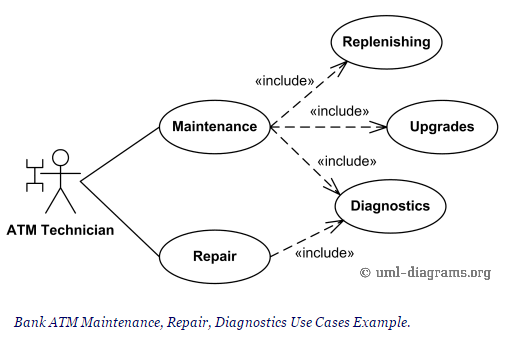 Replenishing
«include»
Maintenance
«include»
Upgrades
«include»
ATM Technician
Diagnostics
Repair
«include»
© uml-diagrams.org
Bank ATM Maintenance, Repair, Diagnostics Use Cases Example.